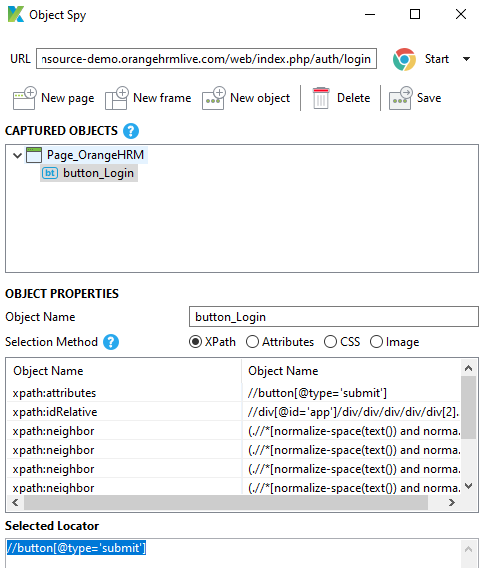 Object Spy
URL nsource-demo.orangehrmlive.com/web/index.php/auth/login Start
New page New frame New object Delete Save
CAPTURED OBJECTS ?
Page_OrangeHRM
bt button_Login
OBJECT PROPERTIES
Object Name button_Login
Selection Method ? XPath Attributes CSS Image
Object Name Object Name
xpath:attributes //button[@type='submit']
xpath:idRelative //div[@id='app']/div/div/div/div/div[2].
xpath:neighbor (.//*[normalize-space(text()) and norma.
xpath:neighbor (.//*[normalize-space(text()) and norma.
xpath:neighbor (.//*[normalize-space(text()) and norma.
xpath:neighbor (.//*[normalize-space(text()) and norma.
Selected Locator
//button[@type='submit']